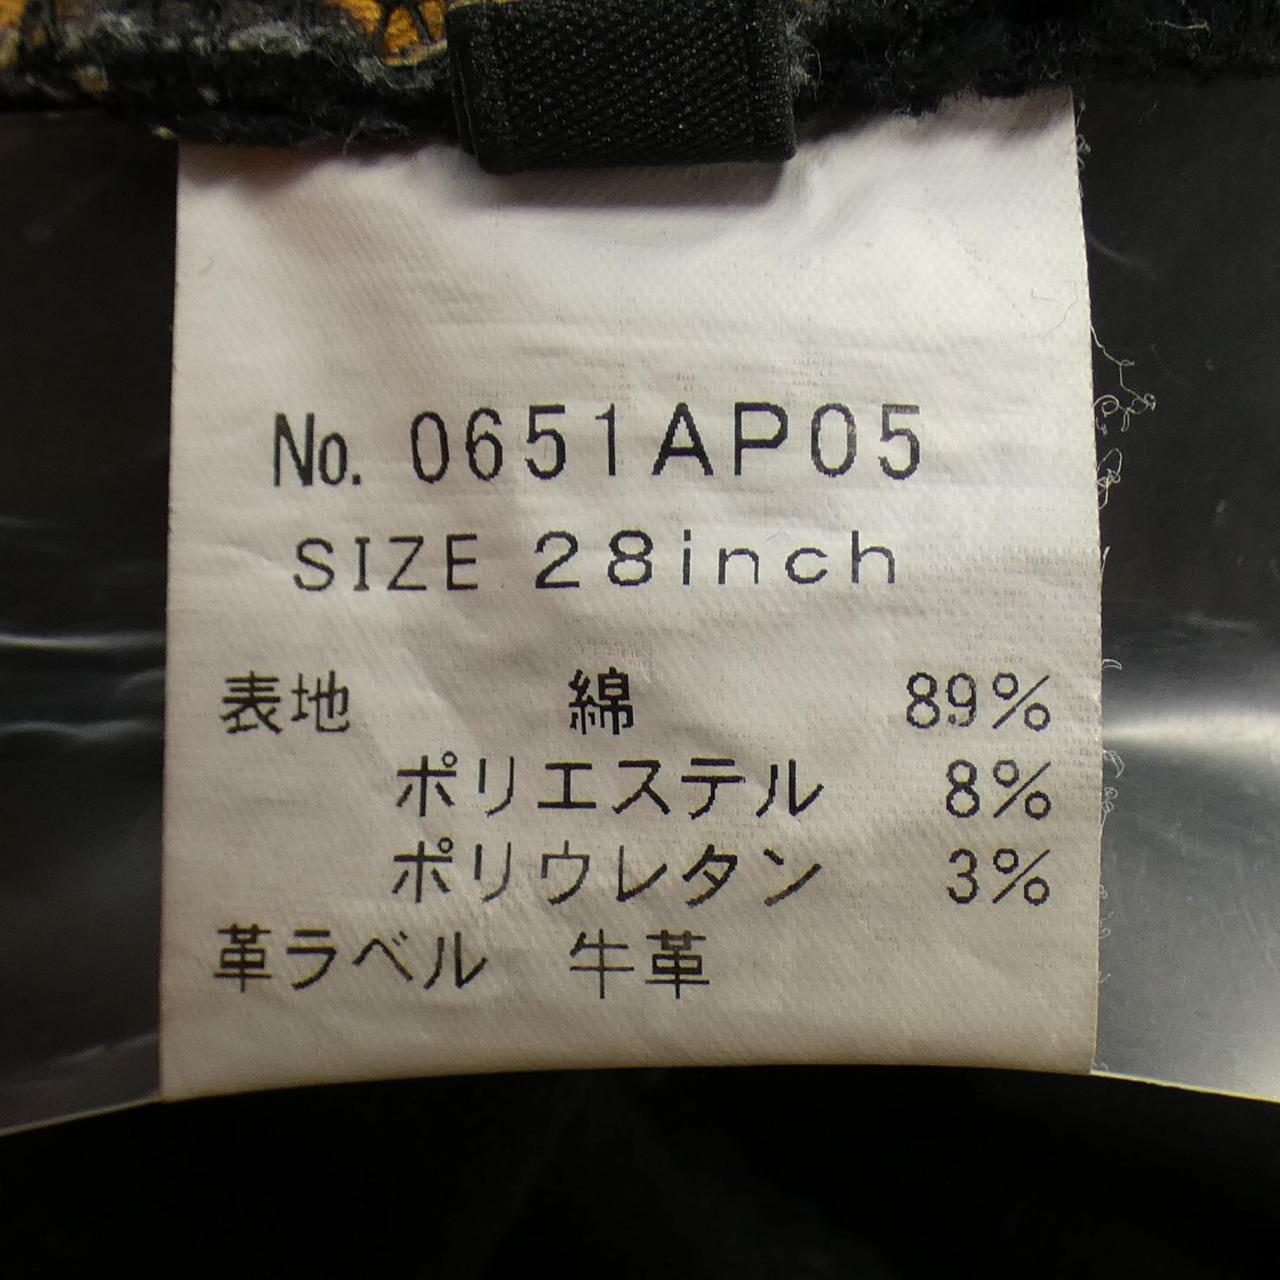 No. 0651AP05
SIZE 28inch
表地 綿 89%
ポリエステル 8%
ポリウレタン 3%
革ラベル 牛革